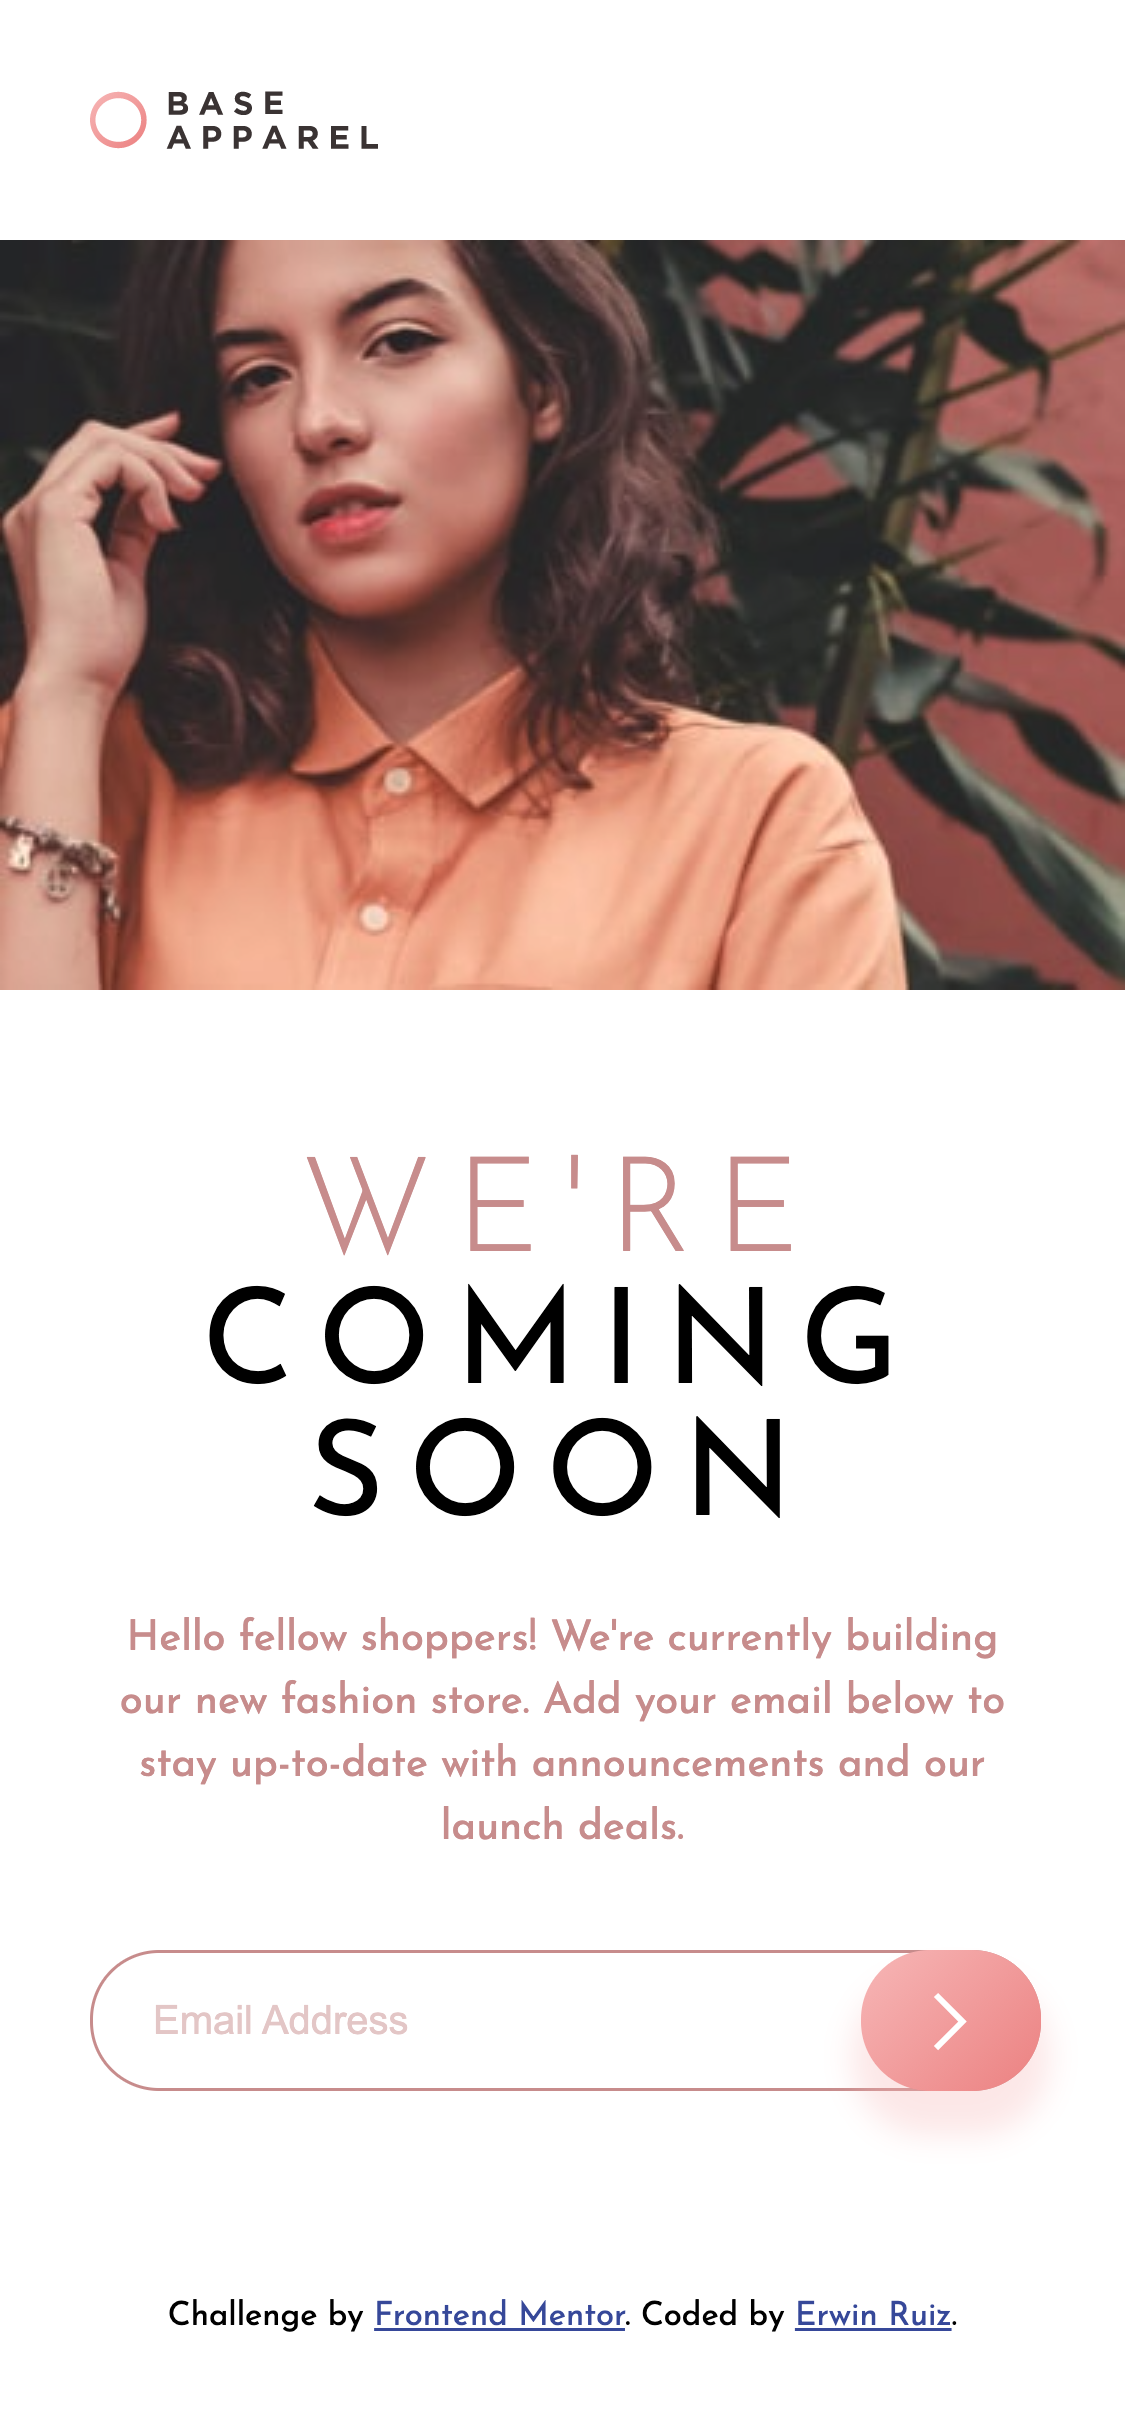 BASE
APPAREL
WE'RE
COMING
SOON
Hello fellow shoppers! We're currently building
our new fashion store. Add your email below to
stay up-to-date with announcements and our
launch deals.
Email Address
Challenge by Frontend Mentor. Coded by Erwin Ruiz.